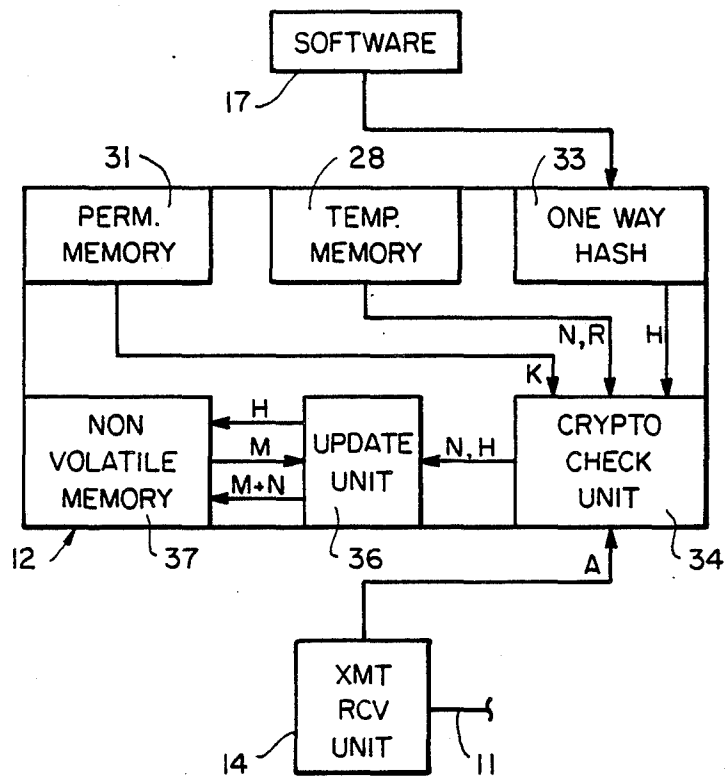 SOFTWARE
17
31
28
33
PERM.
MEMORY
TEMP.
MEMORY
ONE WAY
HASH
N,R
H
K
NON
VOLATILE
MEMORY
H
M
M+N
UPDATE
UNIT
N,H
CRYPTO
CHECK
UNIT
12
37
36
A
34
XMT
RCV
UNIT
14
11